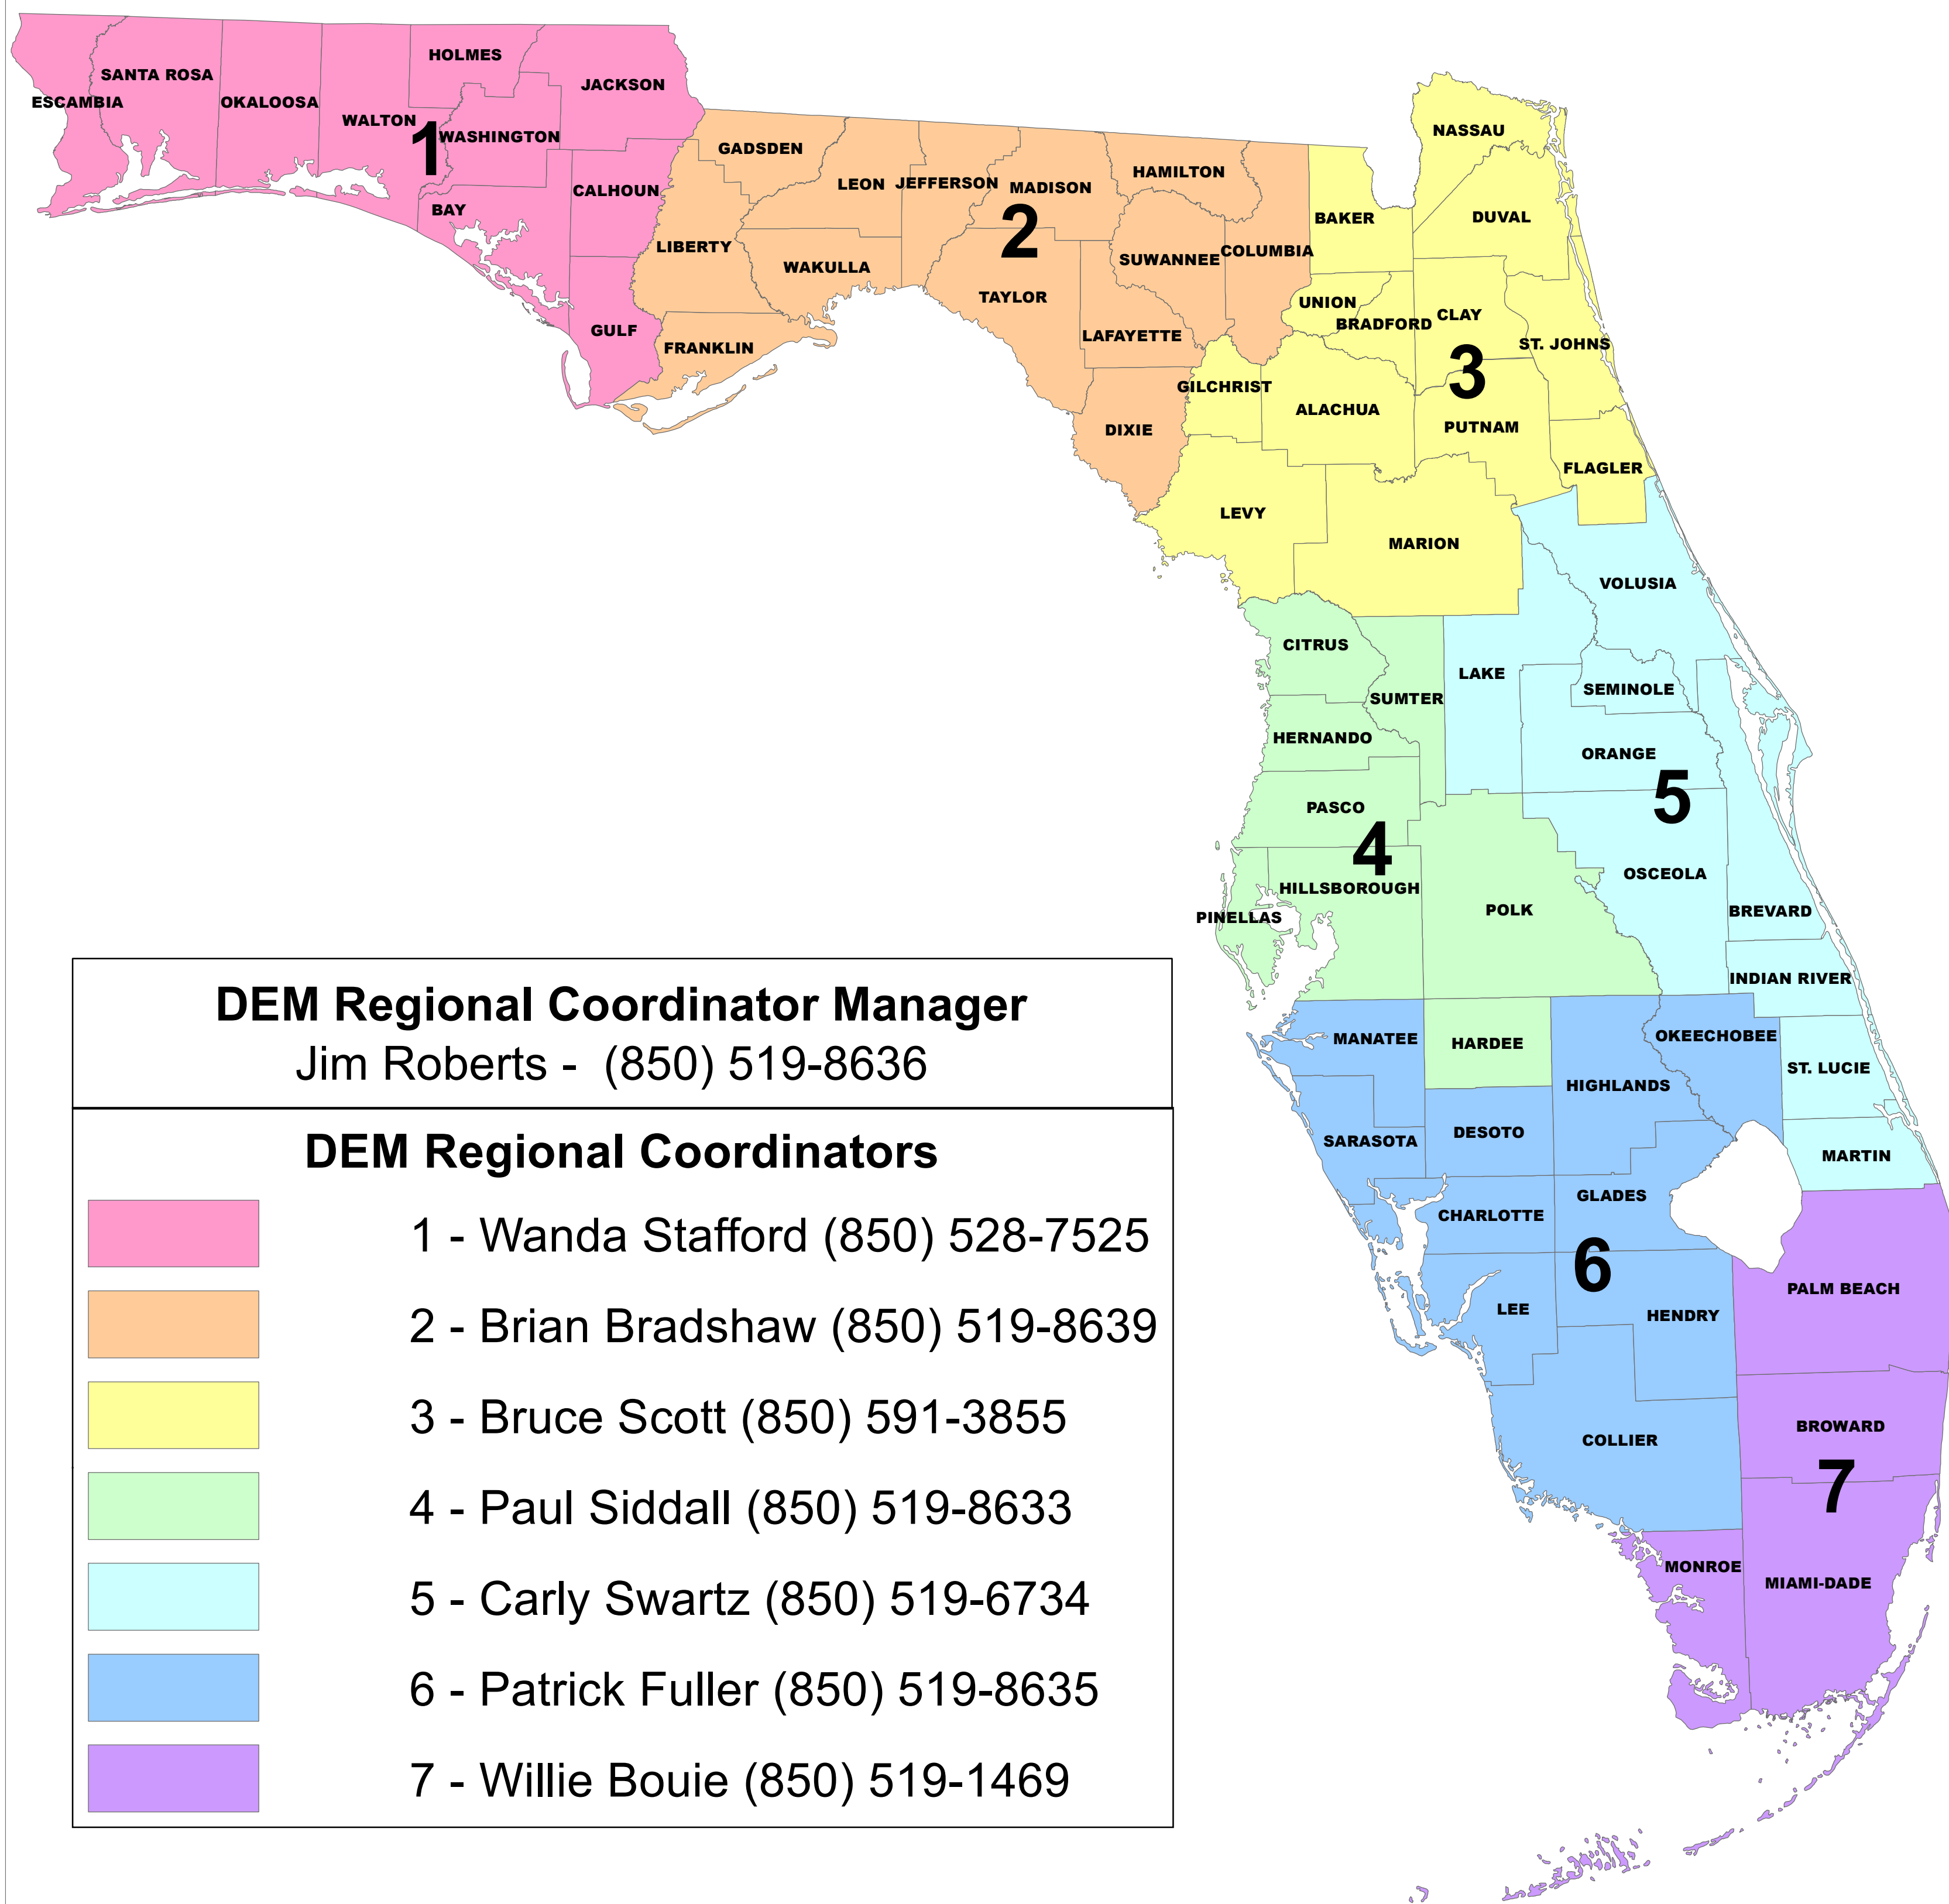 HOLMES
SANTA ROSA
JACKSON
ESCAMBIA
OKALOOSA
WALTON
1
WASHINGTON
CALHOUN
BAY
GULF
GADSDEN
LEON
JEFFERSON
MADISON
HAMILTON
2
LIBERTY
WAKULLA
SUWANNEE
COLUMBIA
TAYLOR
LAFAYETTE
FRANKLIN
DIXIE
NASSAU
BAKER
DUVAL
UNION
BRADFORD
CLAY
ST. JOHNS
3
GILCHRIST
ALACHUA
PUTNAM
FLAGLER
LEVY
MARION
VOLUSIA
CITRUS
LAKE
SUMTER
SEMINOLE
HERNANDO
ORANGE
5
PASCO
4
HILLSBOROUGH
OSCEOLA
PINELLAS
POLK
BREVARD
INDIAN RIVER
MANATEE
HARDEE
OKEECHOBEE
ST. LUCIE
HIGHLANDS
SARASOTA
DESOTO
MARTIN
GLADES
CHARLOTTE
6
LEE
HENDRY
PALM BEACH
COLLIER
BROWARD
7
MONROE
MIAMI-DADE
DEM Regional Coordinator Manager
Jim Roberts - (850) 519-8636
DEM Regional Coordinators
1 - Wanda Stafford (850) 528-7525
2 - Brian Bradshaw (850) 519-8639
3 - Bruce Scott (850) 591-3855
4 - Paul Siddall (850) 519-8633
5 - Carly Swartz (850) 519-6734
6 - Patrick Fuller (850) 519-8635
7 - Willie Bouie (850) 519-1469